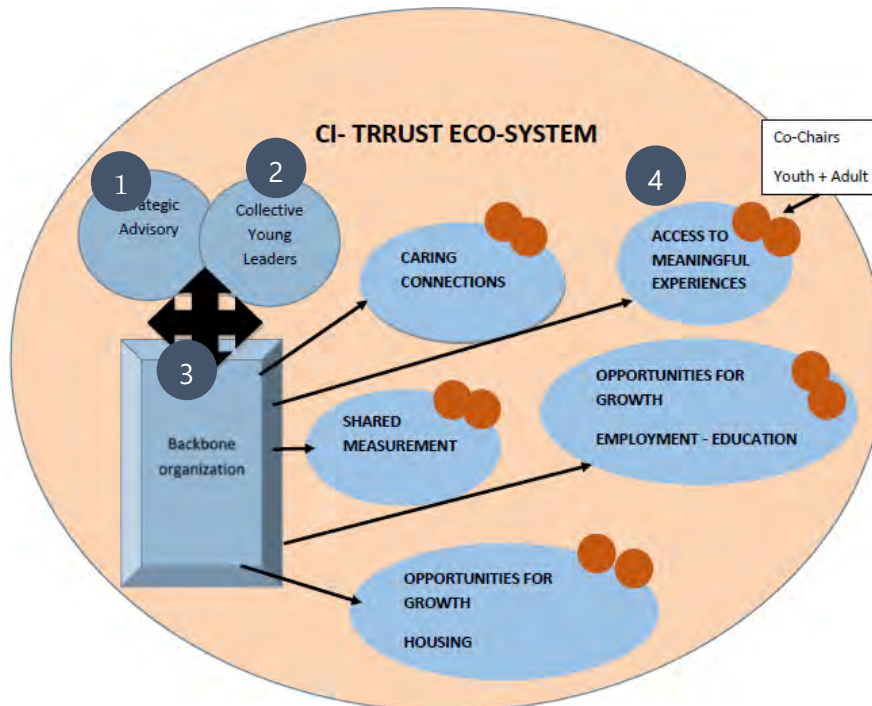 CI- TRRUST ECO-SYSTEM
Co-Chairs
Youth + Adult
1
2
4
Advisory
Collective
Young
Leaders
CARING
CONNECTIONS
ACCESS TO
MEANINGFUL
EXPERIENCES
3
Backbone
organization
SHARED
MEASUREMENT
OPPORTUNITIES FOR
GROWTH
EMPLOYMENT - EDUCATION
OPPORTUNITIES FOR
GROWTH
HOUSING